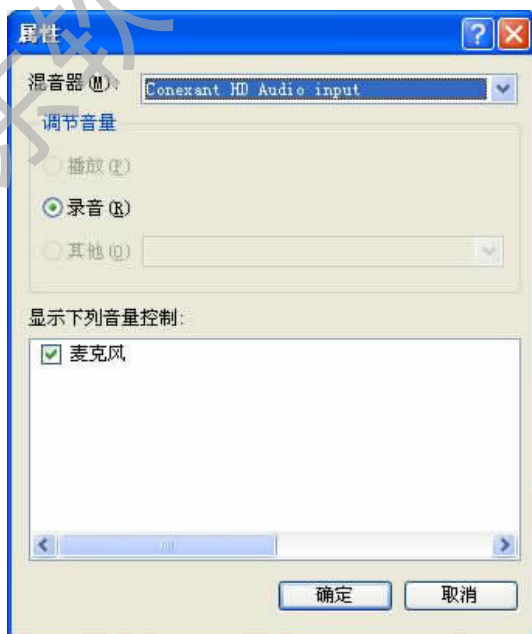 属性
混音器(M): Conexant HD Audio input
调节音量
播放(P)
录音(R)
其他(O)
显示下列音量控制:
麦克风
确定 取消